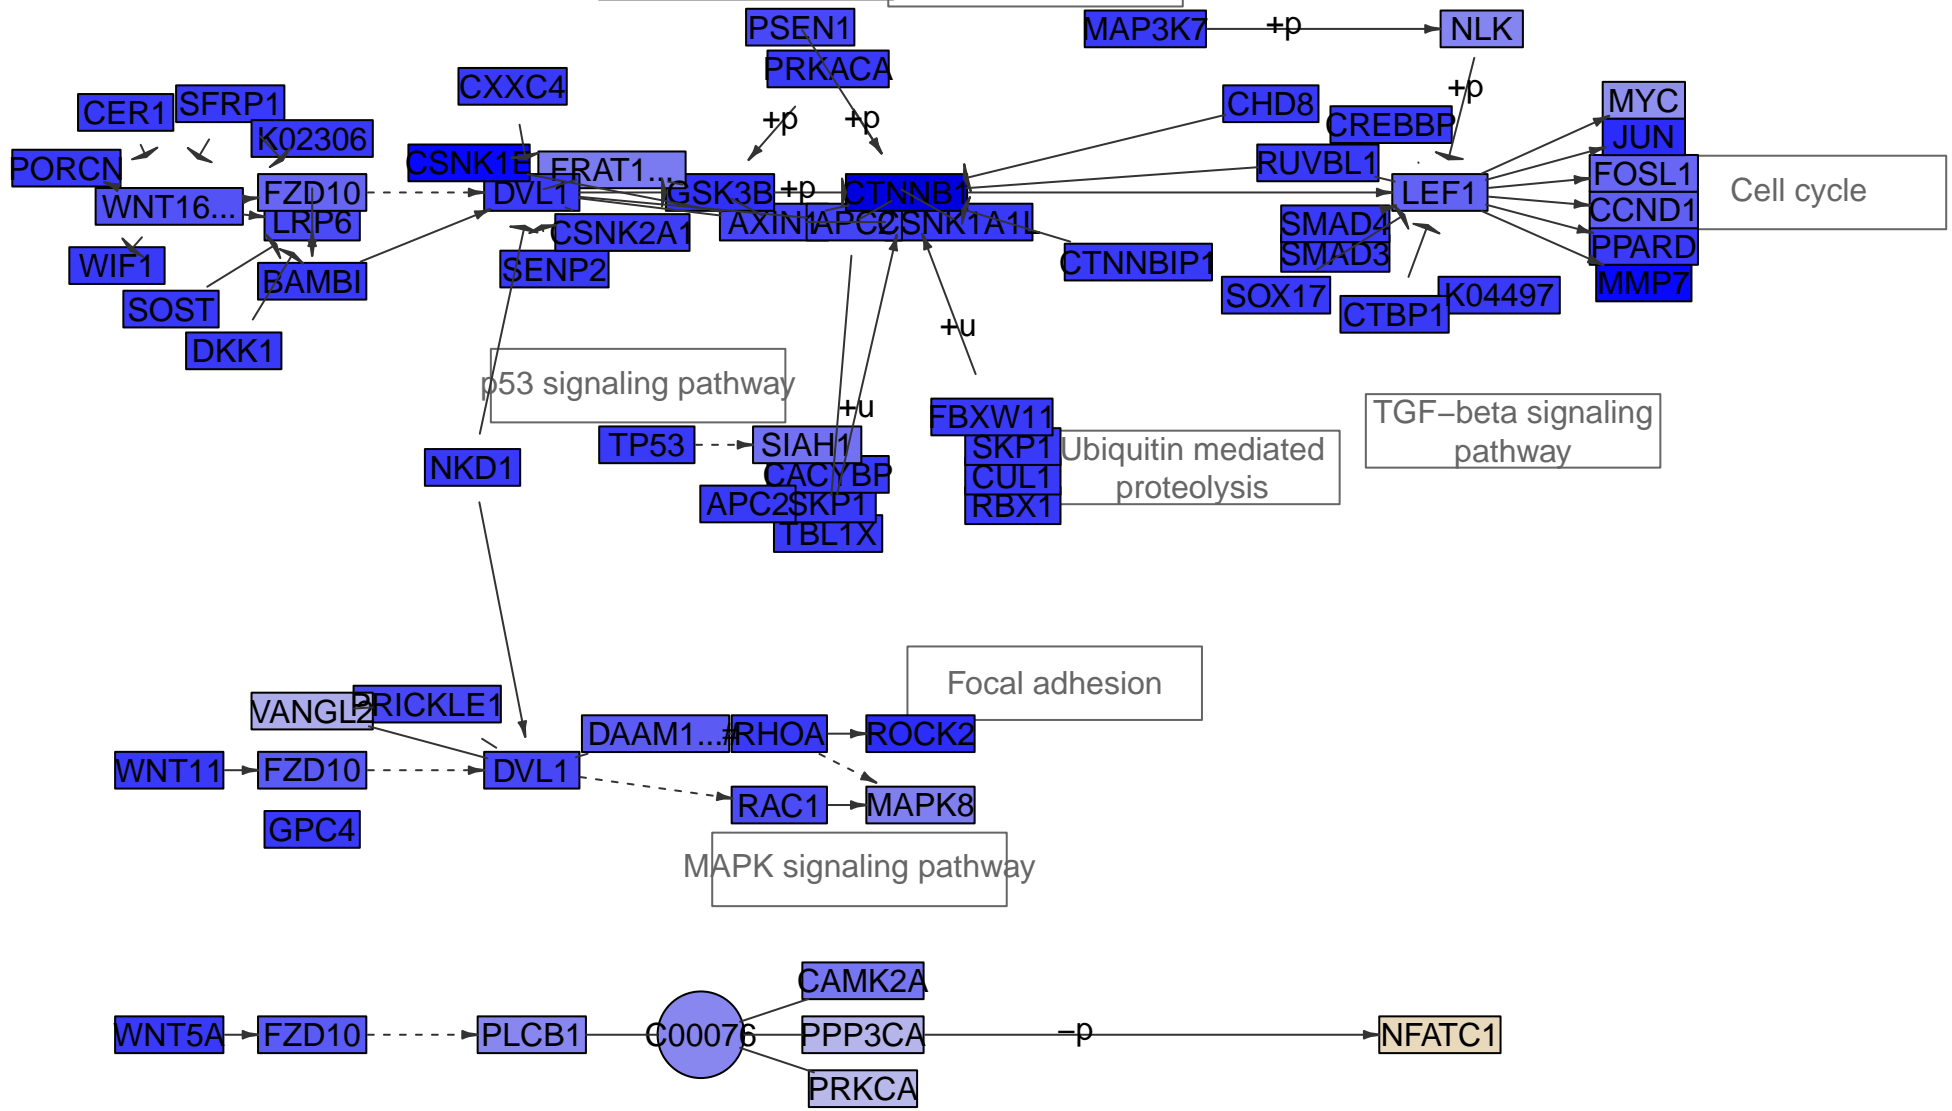 PSEN1
MAP3K7
+p
NLK
PRKACA
CXXC4
+p
CER1
SFRP1
CHD8
MYC
+p
+p
CREBBP
K02306
JUN
PORCN
CSNK1E
FRAT1...
RUVBL1
FOSL1
Cell cycle
FZD10
DVL1
GSK3B
+p
CTNNB1
LEF1
WNT16...
LRP6
AXIN1
APC2
CSNK1A1L
SMAD4
CCND1
CSNK2A1
SMAD3
PPARD
WIF1
SENP2
CTNNBIP1
BAMBI
MMP7
SOST
SOX17
K04497
CTBP1
DKK1
+u
p53 signaling pathway
+u
FBXW11
TGF−beta signaling
pathway
TP53
SIAH1
SKP1
Ubiquitin mediated
proteolysis
NKD1
CACYBP
CUL1
APC2
SKP1
RBX1
TBL1X
Focal adhesion
VANGL2
PRICKLE1
DAAM1...
RHOA
ROCK2
WNT11
FZD10
DVL1
RAC1
MAPK8
GPC4
MAPK signaling pathway
CAMK2A
WNT5A
FZD10
PLCB1
C00076
PPP3CA
−p
NFATC1
PRKCA